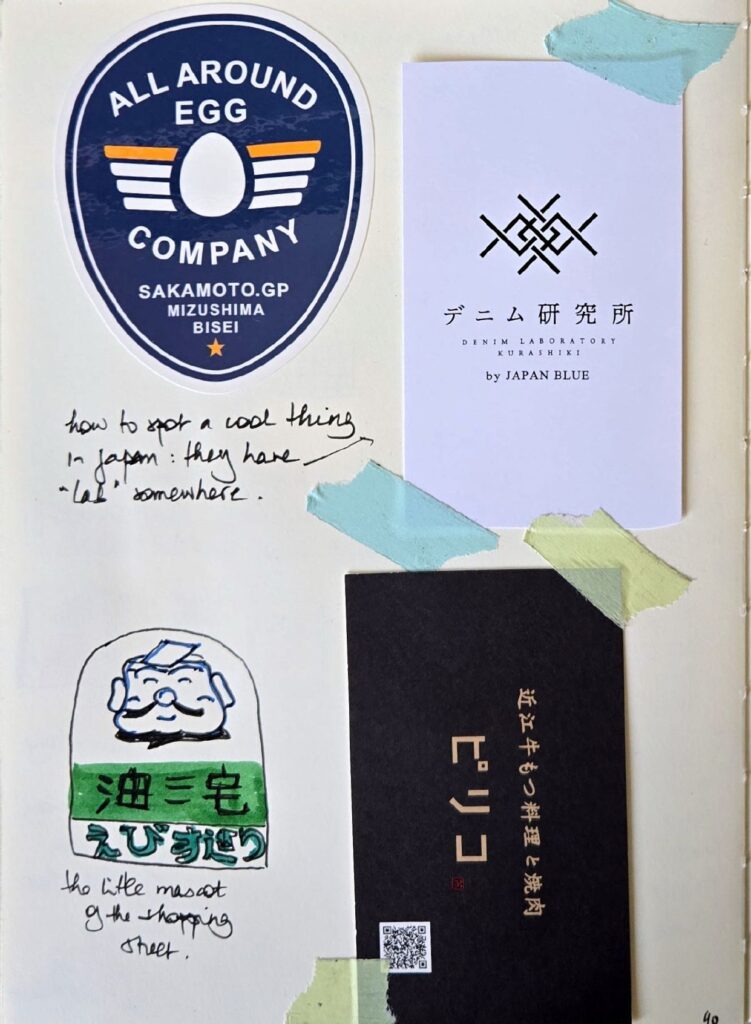 ALL AROUND
EGG
COMPANY
SAKAMOTO.GP
MIZUSHIMA
BISEI
デニム研究所
DENIM LABORATORY
KURASHIKI
by JAPAN BLUE
how to spot a cool thing
in Japan: they have
"Lab" somewhere.
近江牛もつ料理と焼肉
ピリコ
油三宅
えびす通り
the little mascot
of the shopping
street.
40